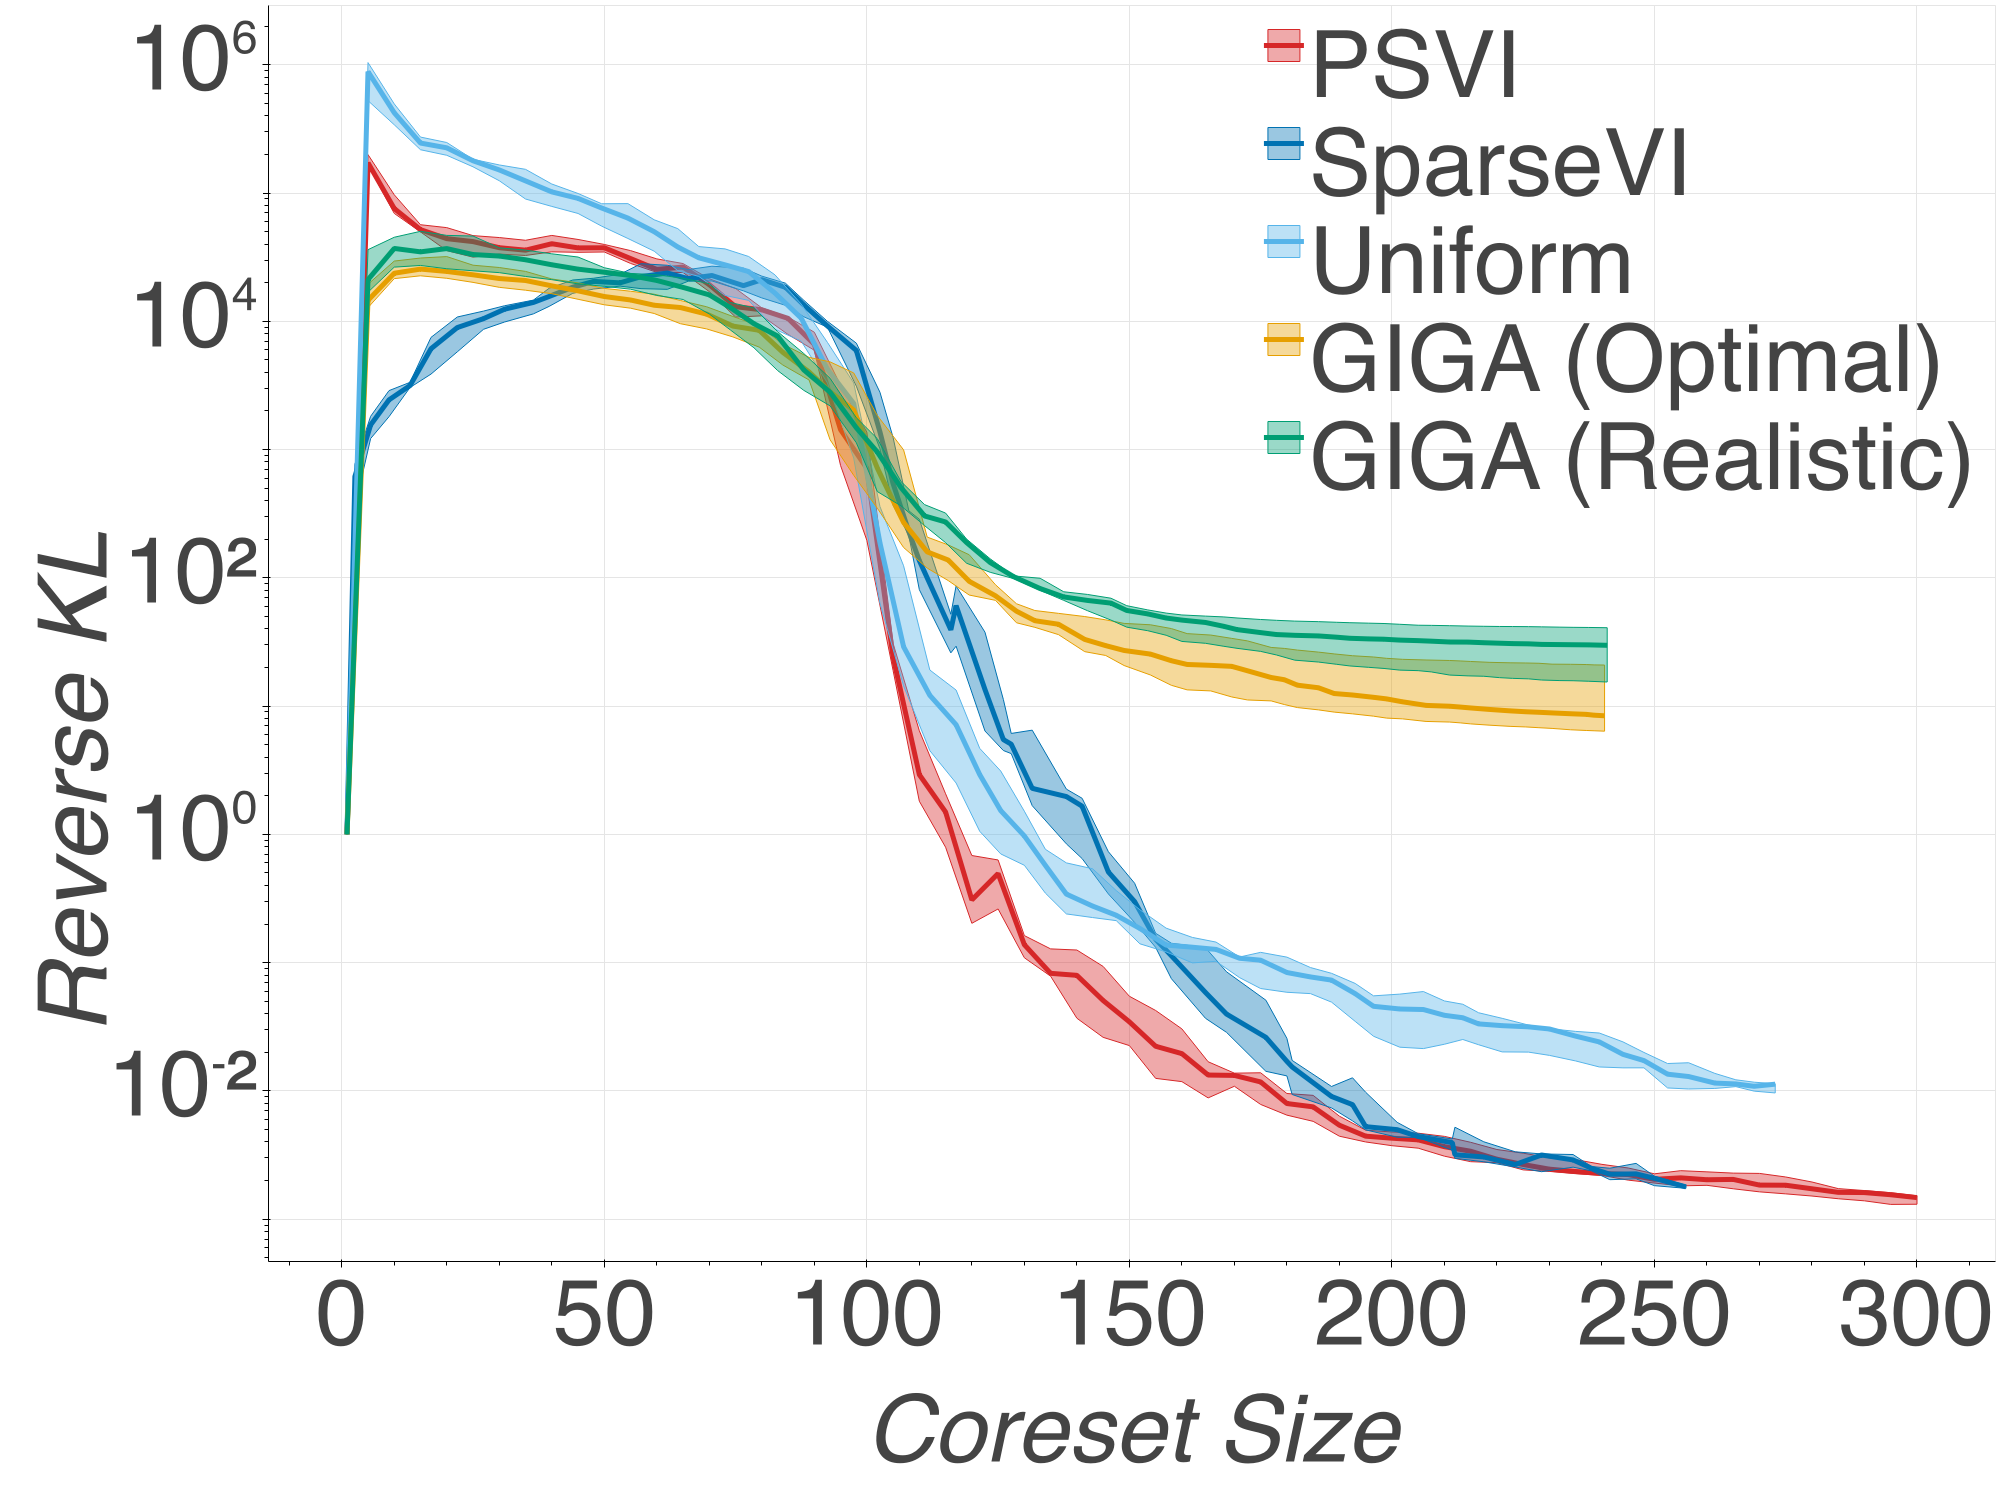 PSVI
SparseVI
Uniform
GIGA (Optimal)
GIGA (Realistic)
Reverse KL
10⁶
10⁴
10²
10⁰
10⁻²
0 50 100 150 200 250 300
Coreset Size